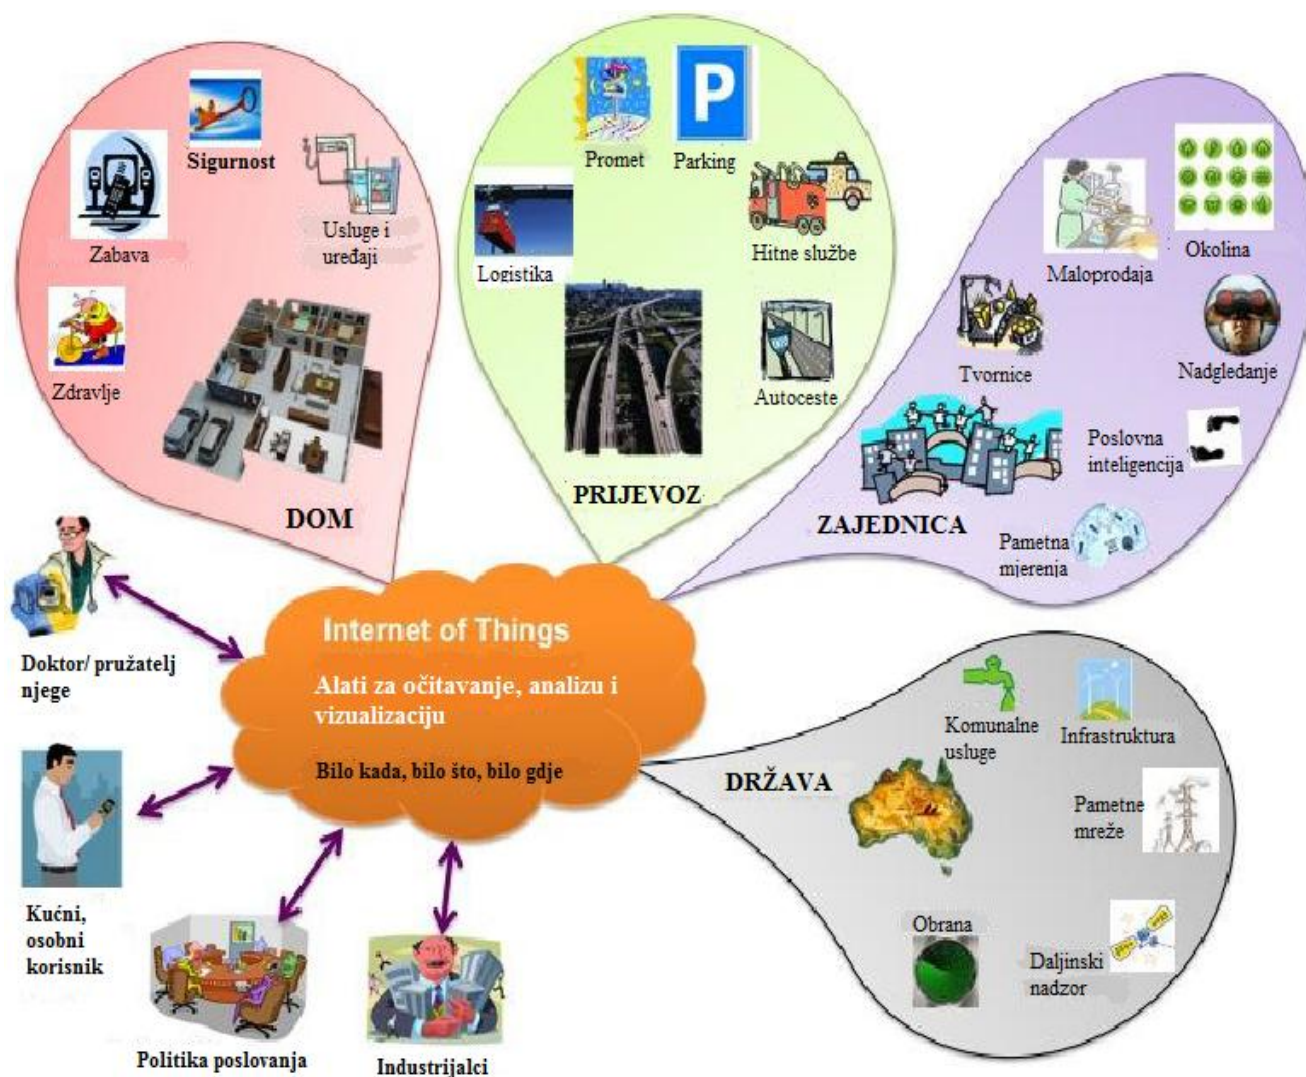 Sigurnost
Zabava
Usluge i
uređaji
Zdravlje
DOM
Promet
P
Parking
Logistika
Hitne službe
Autoceste
PRIJEVOZ
Maloprodaja
Okolina
Tvornice
Nadgledanje
Poslovna
inteligencija
ZAJEDNICA
Pametna
mjerenja
Internet of Things
Alati za očitavanje, analizu i
vizualizaciju
Bilo kada, bilo što, bilo gdje
Doktor/ pružatelj
njege
Kućni,
osobni
korisnik
Politika poslovanja
Industrijalci
DRŽAVA
Komunalne
usluge
Infrastruktura
Pametne
mreže
Obrana
Daljinski
nadzor